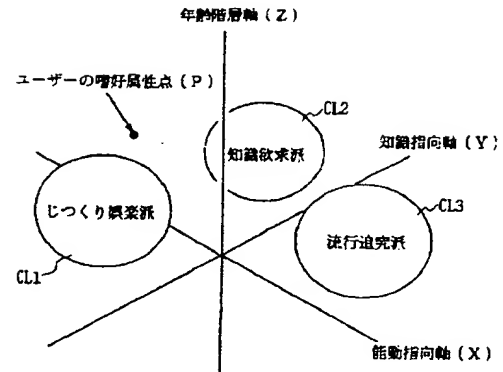 年齢階層軸(Z)
ユーザーの嗜好属性点(P)
CL2
知識欲求派
知識指向軸(Y)
じっくり娯楽派
CL3
流行追究派
CL1
能動指向軸(X)